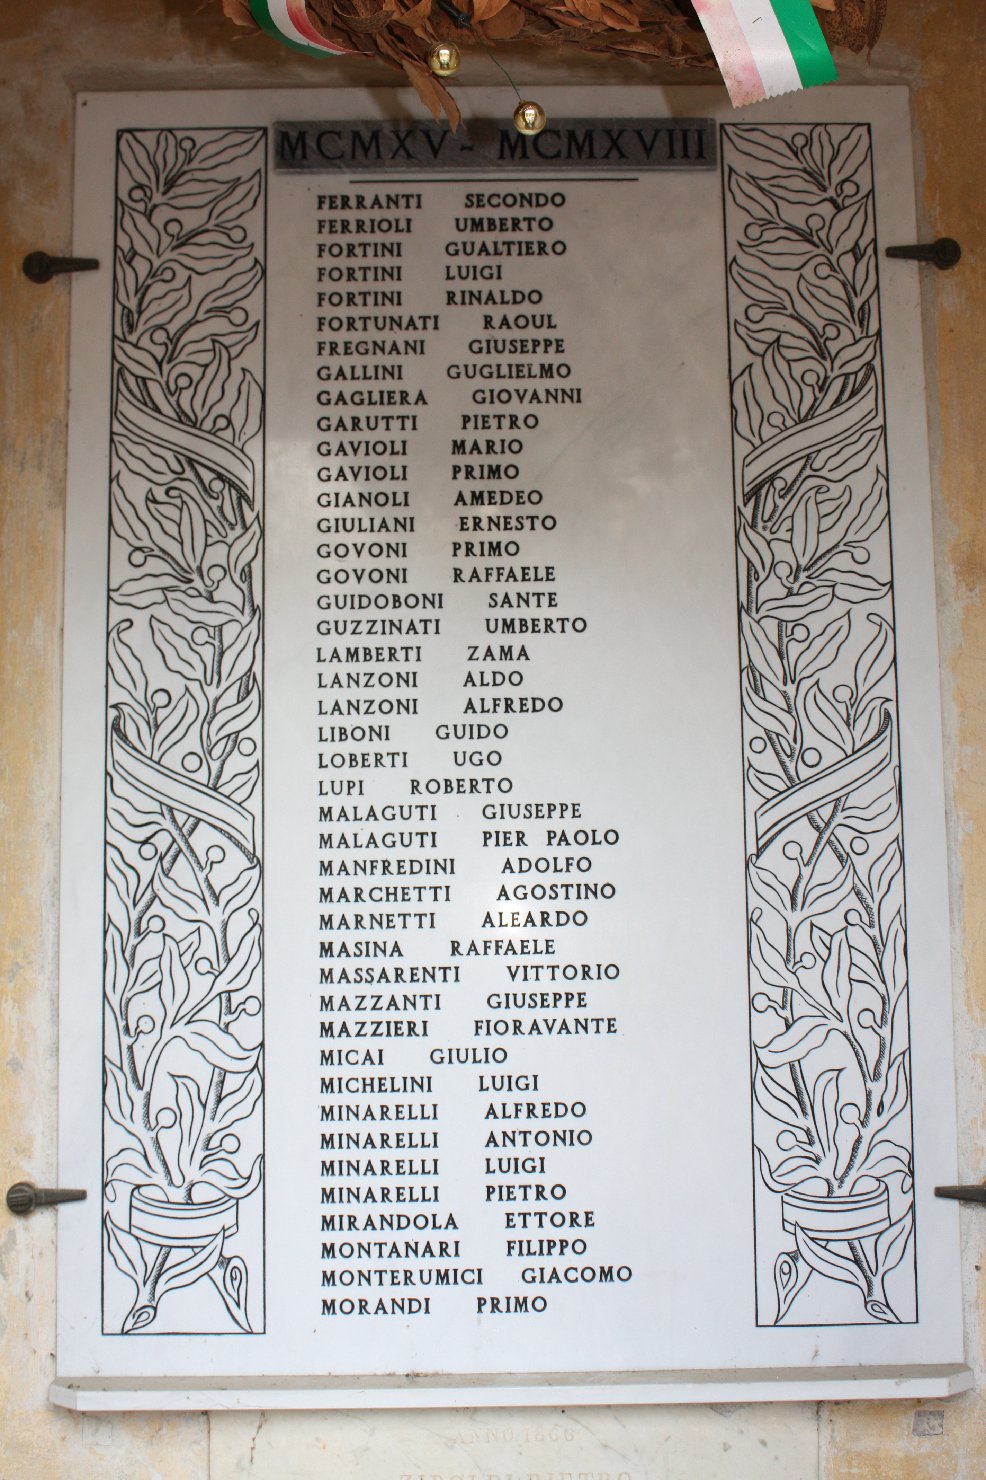 MCMXV - MCMXVIII
FERRANTI SECONDO
FERRIOLI UMBERTO
FORTINI GUALTIERO
FORTINI LUIGI
FORTINI RINALDO
FORTUNATI RAOUL
FREGNANI GIUSEPPE
GALLINI GUGLIELMO
GAGLIERA GIOVANNI
GARUTTI PIETRO
GAVIOLI MARIO
GAVIOLI PRIMO
GIANOLI AMEDEO
GIULIANI ERNESTO
GOVONI PRIMO
GOVONI RAFFAELE
GUIDOBONI SANTE
GUZZINATI UMBERTO
LAMBERTI ZAMA
LANZONI ALDO
LANZONI ALFREDO
LIBONI GUIDO
LOBERTI UGO
LUPI ROBERTO
MALAGUTI GIUSEPPE
MALAGUTI PIER PAOLO
MANFREDINI ADOLFO
MARCHETTI AGOSTINO
MARNETTI ALEARDO
MASINA RAFFAELE
MASSARENTI VITTORIO
MAZZANTI GIUSEPPE
MAZZIERI FIORAVANTE
MICAI GIULIO
MICHELINI LUIGI
MINARELLI ALFREDO
MINARELLI ANTONIO
MINARELLI LUIGI
MINARELLI PIETRO
MIRANDOLA ETTORE
MONTANARI FILIPPO
MONTERUMICI GIACOMO
MORANDI PRIMO
ANNO 1866
PIETRO